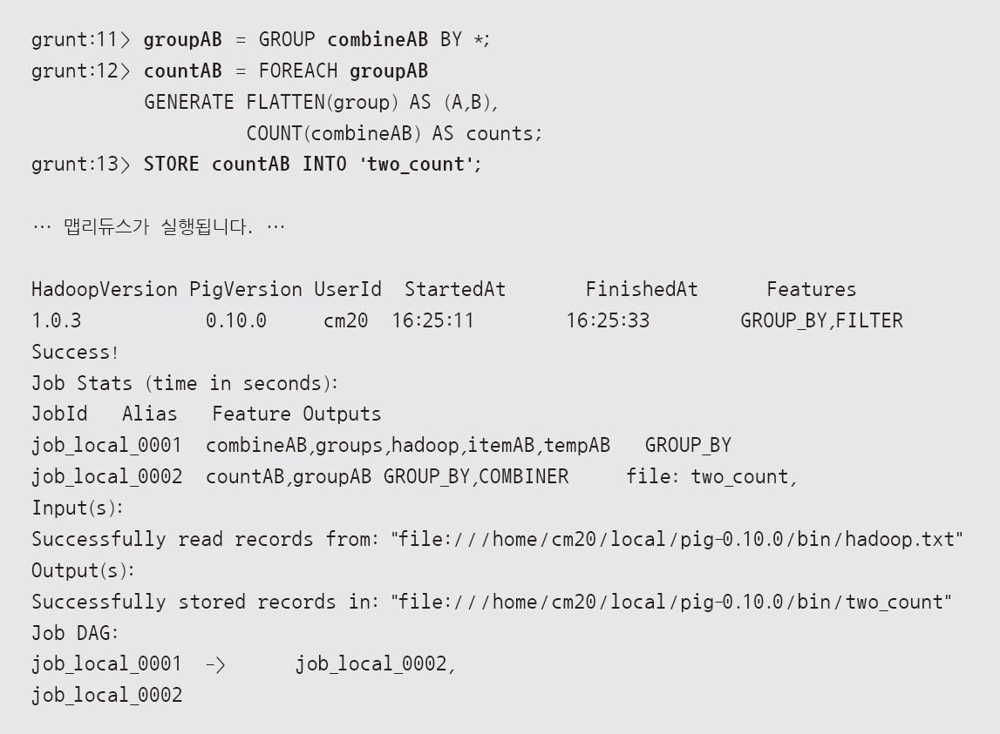 grunt:11> groupAB = GROUP combineAB BY *;
grunt:12> countAB = FOREACH groupAB
GENERATE FLATTEN(group) AS (A,B),
COUNT(combineAB) AS counts;
grunt:13> STORE countAB INTO 'two_count';
… 맵리듀스가 실행됩니다. …
HadoopVersion PigVersion UserId StartedAt FinishedAt Features
1.0.3 0.10.0 cm20 16:25:11 16:25:33 GROUP_BY,FILTER
Success!
Job Stats (time in seconds):
JobId Alias Feature Outputs
job_local_0001 combineAB,groups,hadoop,itemAB,tempAB GROUP_BY
job_local_0002 countAB,groupAB GROUP_BY,COMBINER file: two_count,
Input(s):
Successfully read records from: "file:///home/cm20/local/pig-0.10.0/bin/hadoop.txt"
Output(s):
Successfully stored records in: "file:///home/cm20/local/pig-0.10.0/bin/two_count"
Job DAG:
job_local_0001 -> job_local_0002,
job_local_0002